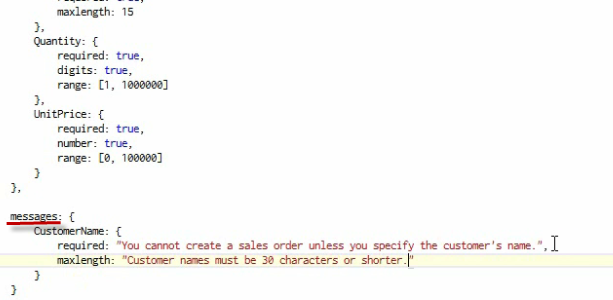 required: true,
maxlength: 15
},
Quantity: {
required: true,
digits: true,
range: [1, 1000000]
},
UnitPrice: {
required: true,
number: true,
range: [0, 100000]
}
},
messages: {
CustomerName: {
required: "You cannot create a sales order unless you specify the customer's name.",
maxlength: "Customer names must be 30 characters or shorter."
}
}